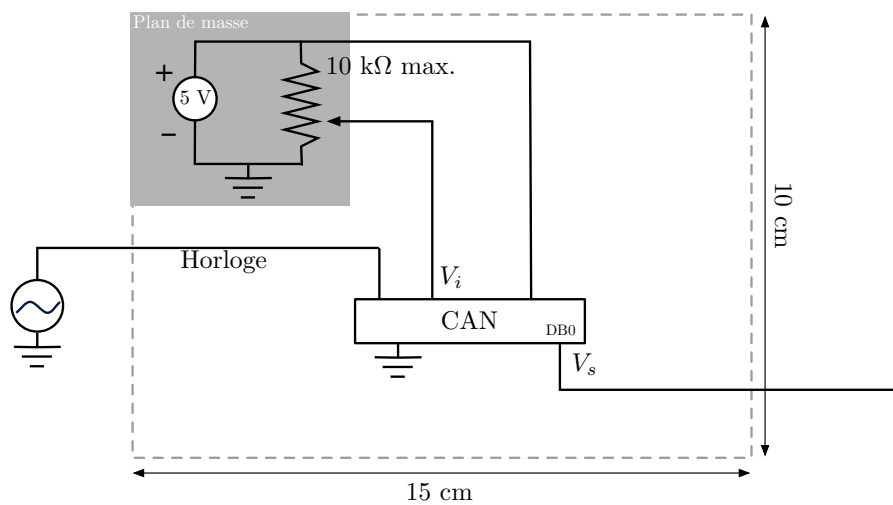 Plan de masse
10 kΩ max.
+
5 V
−
10 cm
Horloge
V_i
CAN
DB0
V_s
15 cm